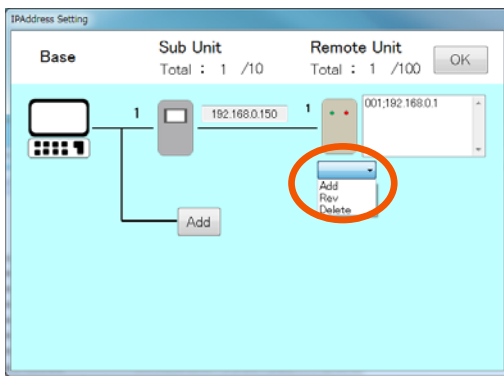 IPAddress Setting
Base
Sub Unit
Total : 1 /10
Remote Unit
Total : 1 /100
OK
1
192.168.0.150
1
001;192.168.0.1
Add
Rev
Delete
Add